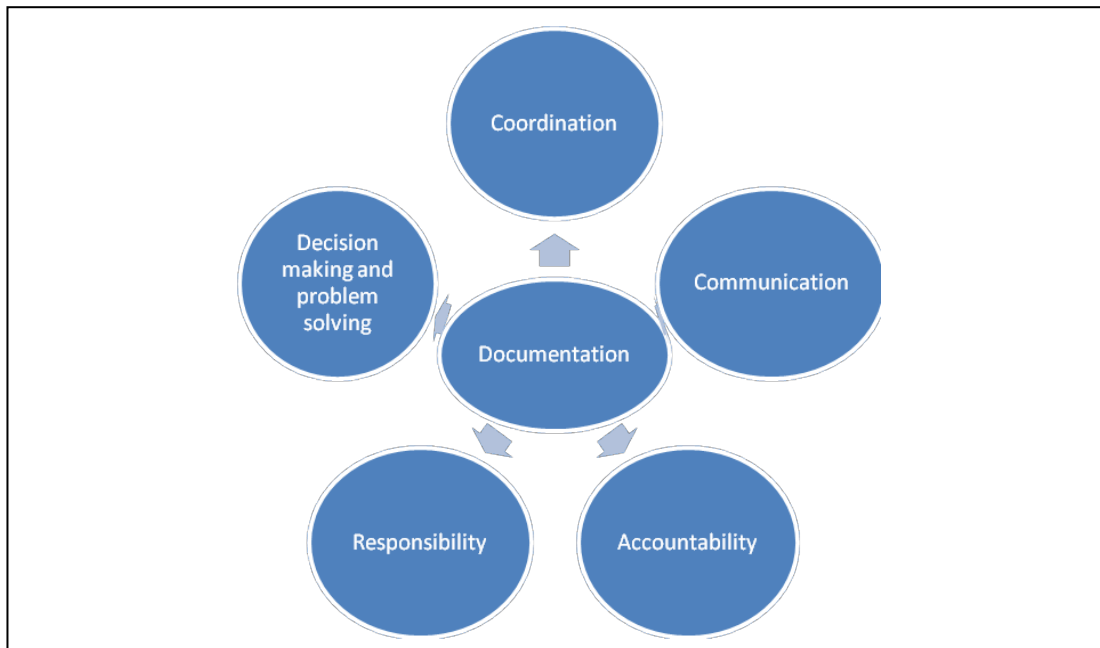 Coordination
Decision
making and
problem
solving
Communication
Documentation
Responsibility
Accountability